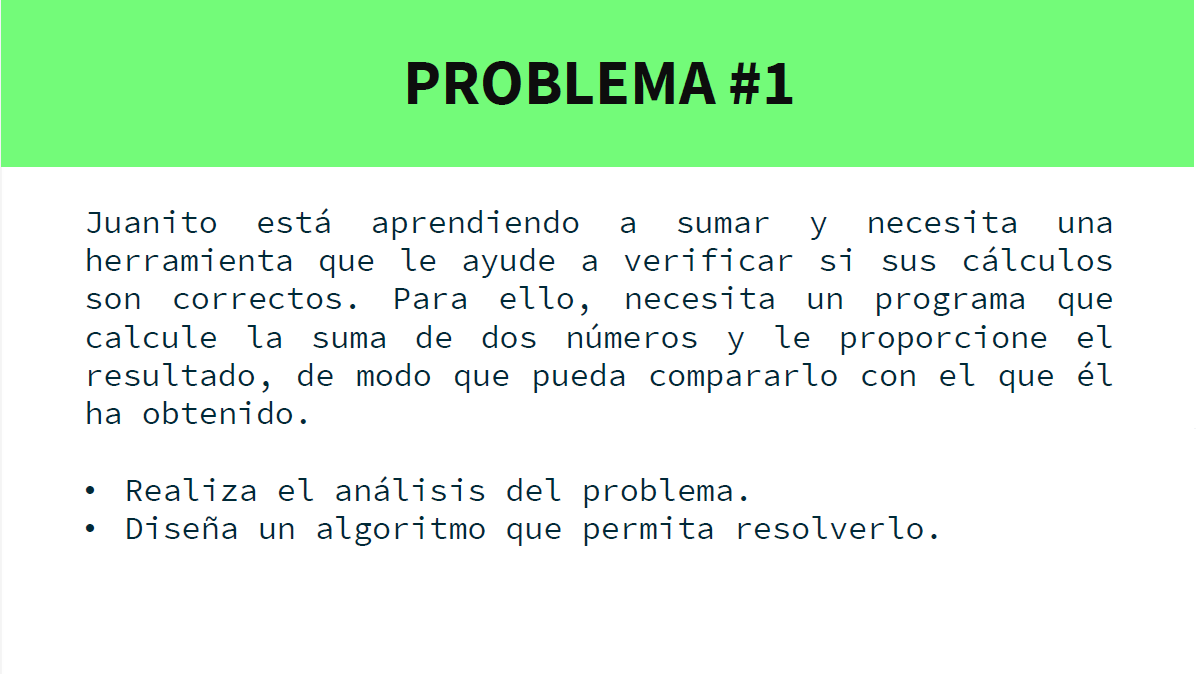 PROBLEMA #1
Juanito está aprendiendo a sumar y necesita una
herramienta que le ayude a verificar si sus cálculos
son correctos. Para ello, necesita un programa que
calcule la suma de dos números y le proporcione el
resultado, de modo que pueda compararlo con el que él
ha obtenido.
• Realiza el análisis del problema.
• Diseña un algoritmo que permita resolverlo.